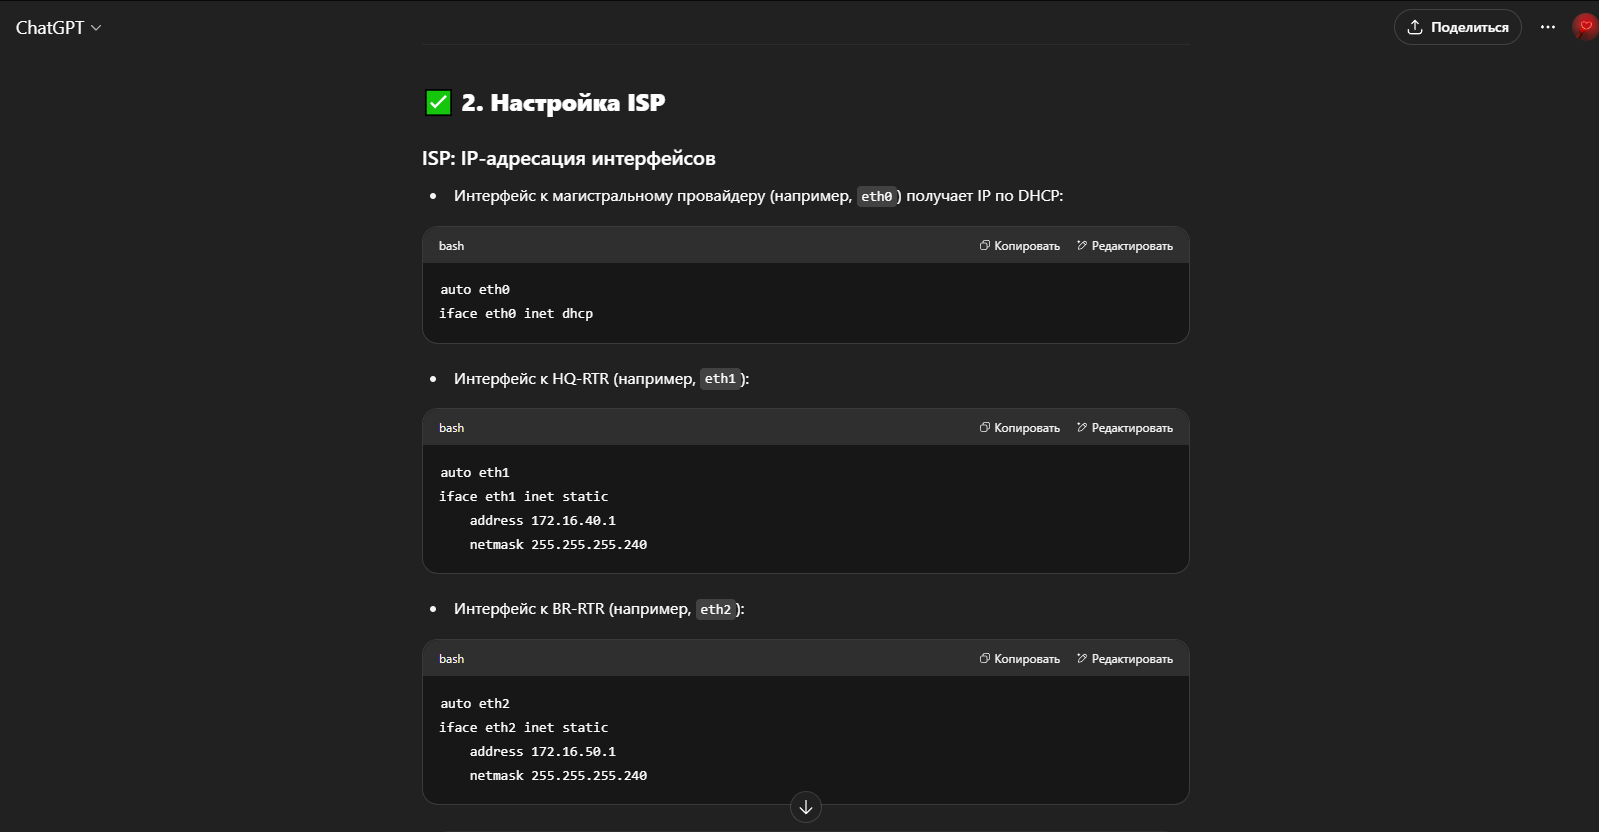 ChatGPT
Поделиться
2. Настройка ISP
ISP: IP-адресация интерфейсов
• Интерфейс к магистральному провайдеру (например, eth0) получает IP по DHCP:
bash
Копировать
Редактировать
auto eth0
iface eth0 inet dhcp
• Интерфейс к HQ-RTR (например, eth1):
bash
Копировать
Редактировать
auto eth1
iface eth1 inet static
    address 172.16.40.1
    netmask 255.255.255.240
• Интерфейс к BR-RTR (например, eth2):
bash
Копировать
Редактировать
auto eth2
iface eth2 inet static
    address 172.16.50.1
    netmask 255.255.255.240